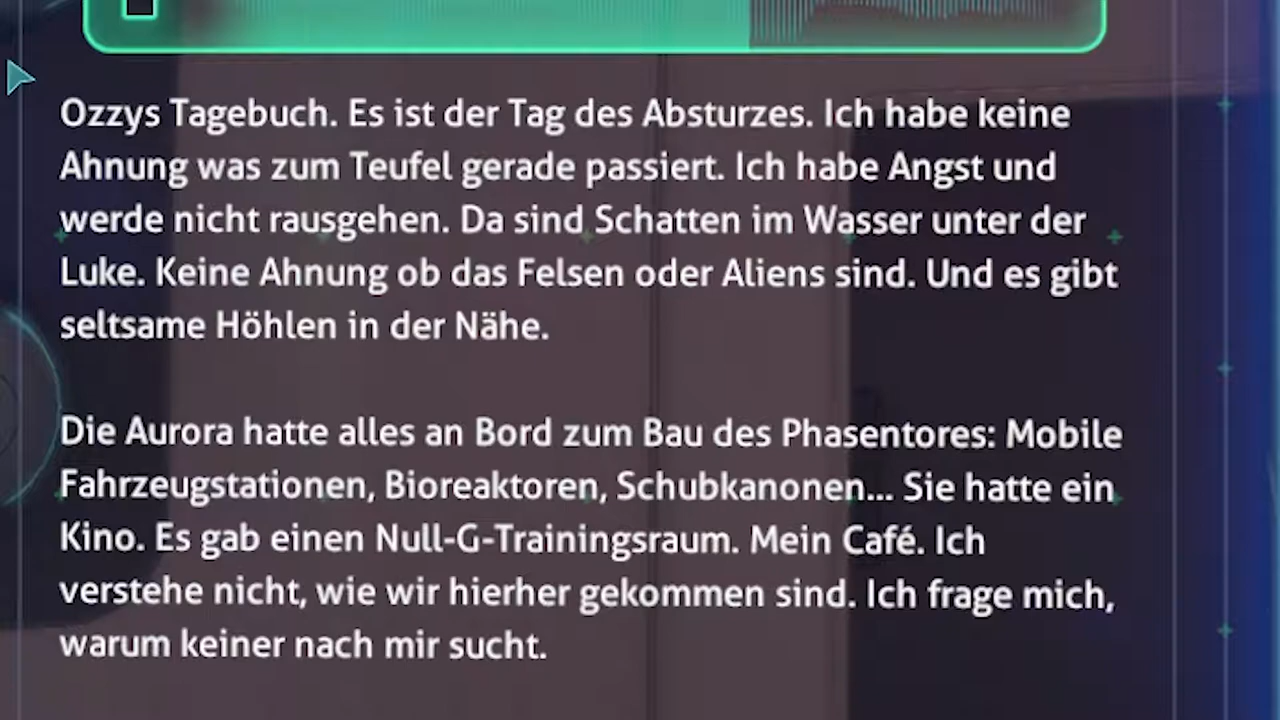 Ozzys Tagebuch. Es ist der Tag des Absturzes. Ich habe keine
Ahnung was zum Teufel gerade passiert. Ich habe Angst und
werde nicht rausgehen. Da sind Schatten im Wasser unter der
Luke. Keine Ahnung ob das Felsen oder Aliens sind. Und es gibt
seltsame Höhlen in der Nähe.
Die Aurora hatte alles an Bord zum Bau des Phasentores: Mobile
Fahrzeugstationen, Bioreaktoren, Schubkanonen... Sie hatte ein
Kino. Es gab einen Null-G-Trainingsraum. Mein Café. Ich
verstehe nicht, wie wir hierher gekommen sind. Ich frage mich,
warum keiner nach mir sucht.